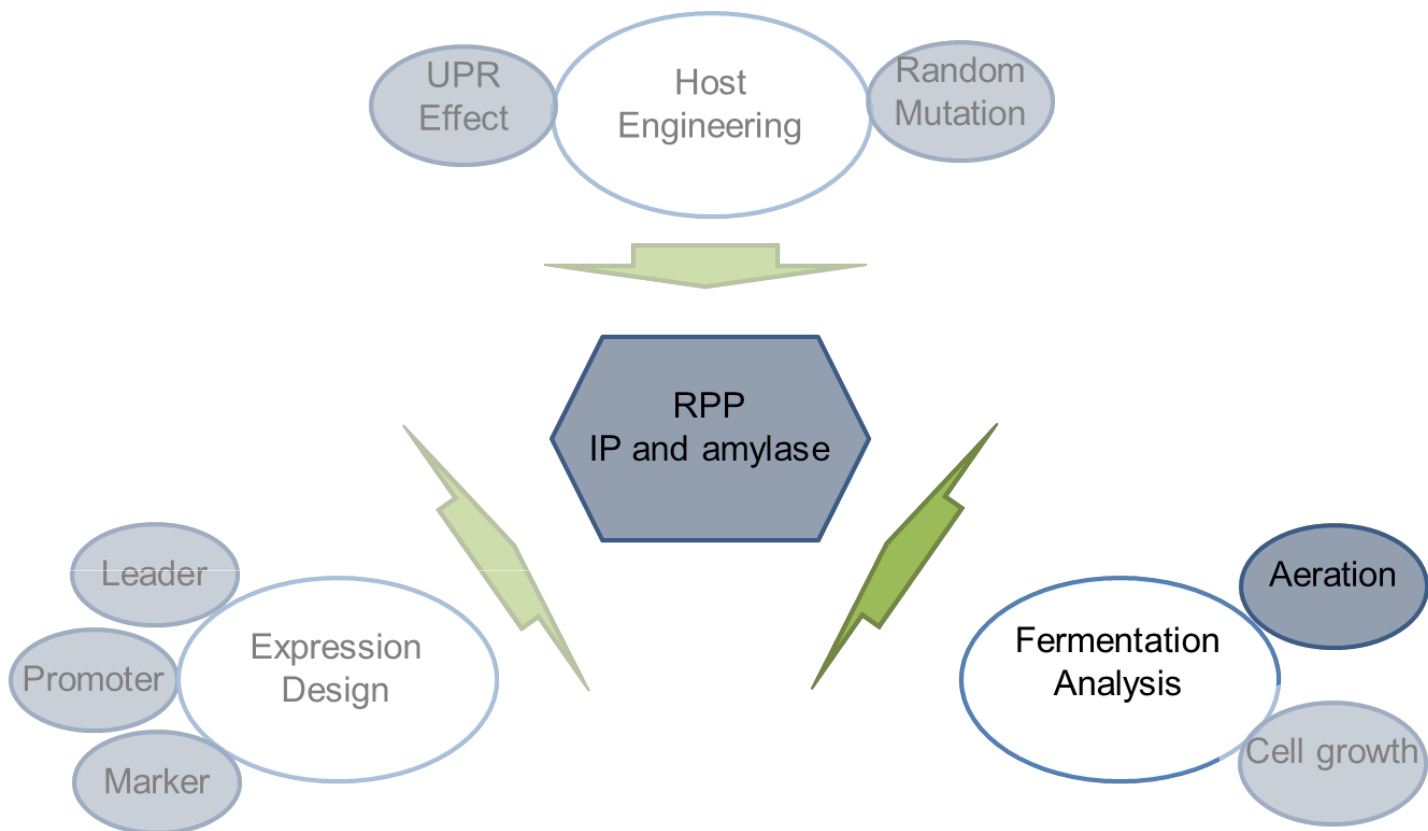 UPR
Effect
Host
Engineering
Random
Mutation
RPP
IP and amylase
Leader
Promoter
Marker
Expression
Design
Fermentation
Analysis
Aeration
Cell growth